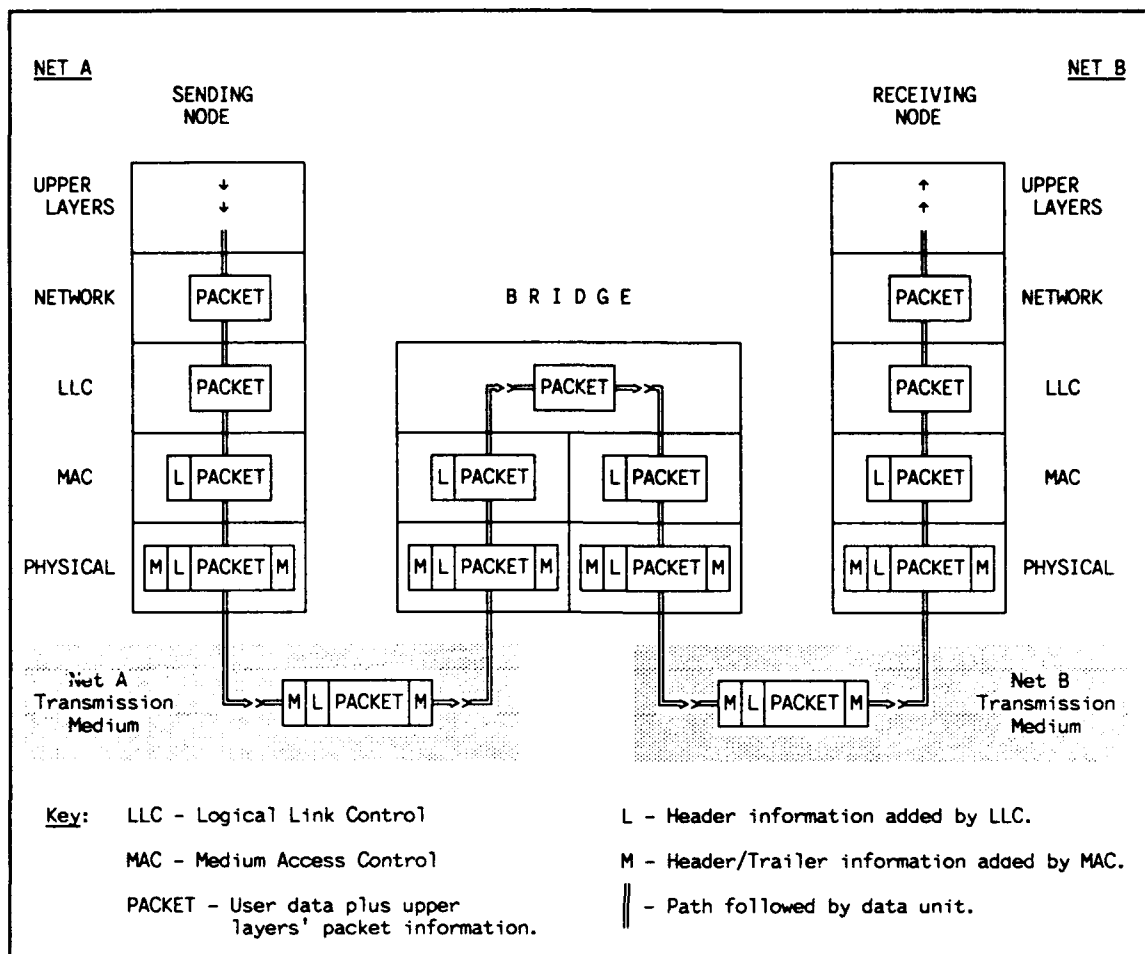 NET A
NET B
SENDING
NODE
RECEIVING
NODE
UPPER
LAYERS
UPPER
LAYERS
NETWORK
PACKET
B R I D G E
PACKET
NETWORK
LLC
PACKET
PACKET
PACKET
LLC
MAC
L PACKET
L PACKET
L PACKET
L PACKET
MAC
PHYSICAL
M L PACKET M
M L PACKET M
M L PACKET M
M L PACKET M
PHYSICAL
Net A
Transmission
Medium
M L PACKET M
M L PACKET M
Net B
Transmission
Medium
Key:
LLC - Logical Link Control
L - Header information added by LLC.
MAC - Medium Access Control
M - Header/Trailer information added by MAC.
PACKET - User data plus upper
layers' packet information.
- Path followed by data unit.